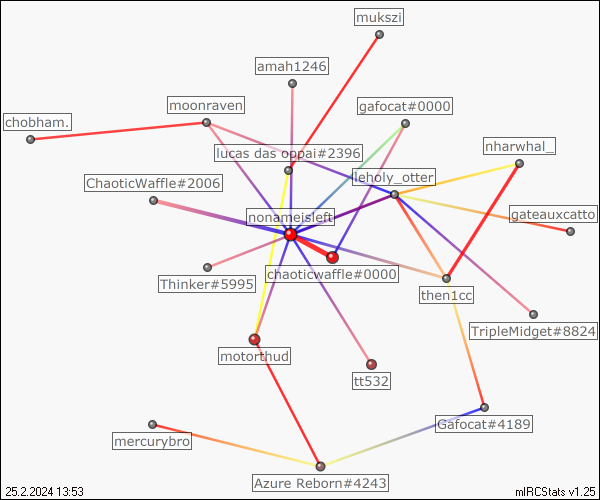 mukszi
amah1246
gafocat#0000
moonraven
chobham.
nharwhal_
lucas das oppai#2396
leholy_otter
ChaoticWaffle#2006
nonameisleft
gateauxcatto
chaoticwaffle#0000
Thinker#5995
then1cc
TripleMidget#8824
motorthud
tt532
Gafocat#4189
mercurybro
Azure Reborn#4243
25.2.2024 13:53
mIRCStats v1.25